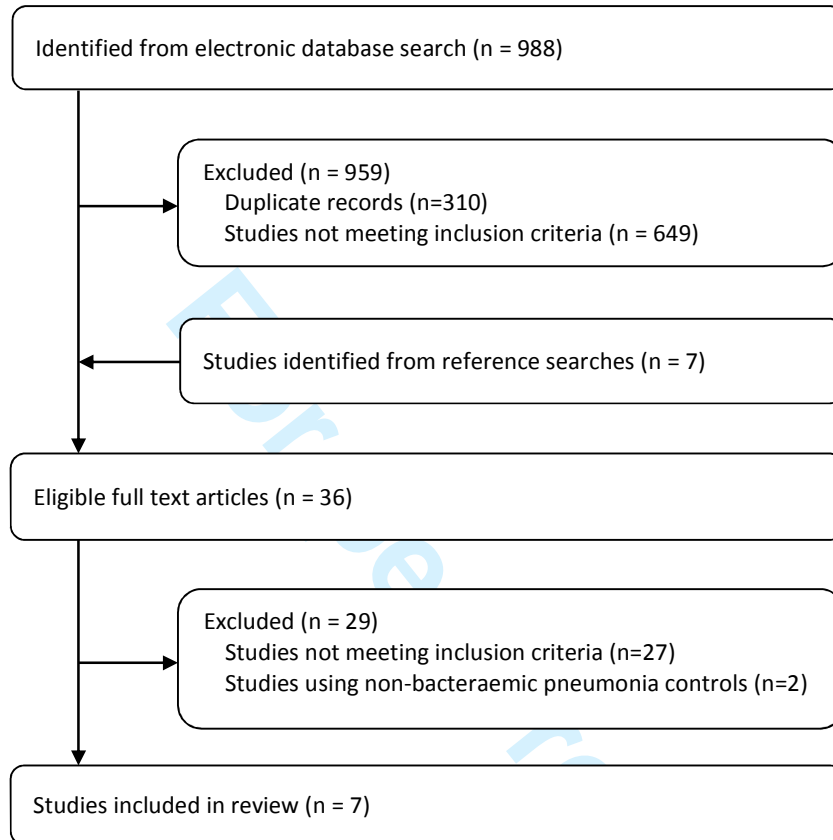 Identified from electronic database search (n = 988)
Excluded (n = 959)
Duplicate records (n=310)
Studies not meeting inclusion criteria (n = 649)
Studies identified from reference searches (n = 7)
Eligible full text articles (n = 36)
Excluded (n = 29)
Studies not meeting inclusion criteria (n=27)
Studies using non-bacteraemic pneumonia controls (n=2)
Studies included in review (n = 7)